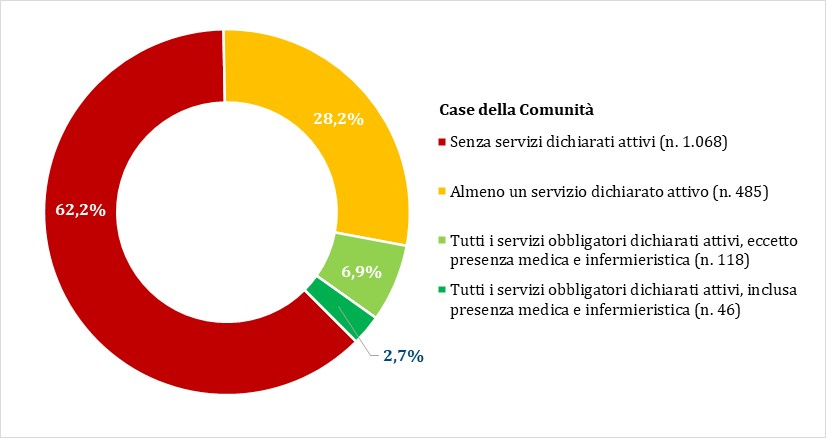 28,2%
62,2%
6,9%
2,7%
Case della Comunità
Senza servizi dichiarati attivi (n. 1.068)
Almeno un servizio dichiarato attivo (n. 485)
Tutti i servizi obbligatori dichiarati attivi, eccetto
presenza medica e infermieristica (n. 118)
Tutti i servizi obbligatori dichiarati attivi, inclusa
presenza medica e infermieristica (n. 46)